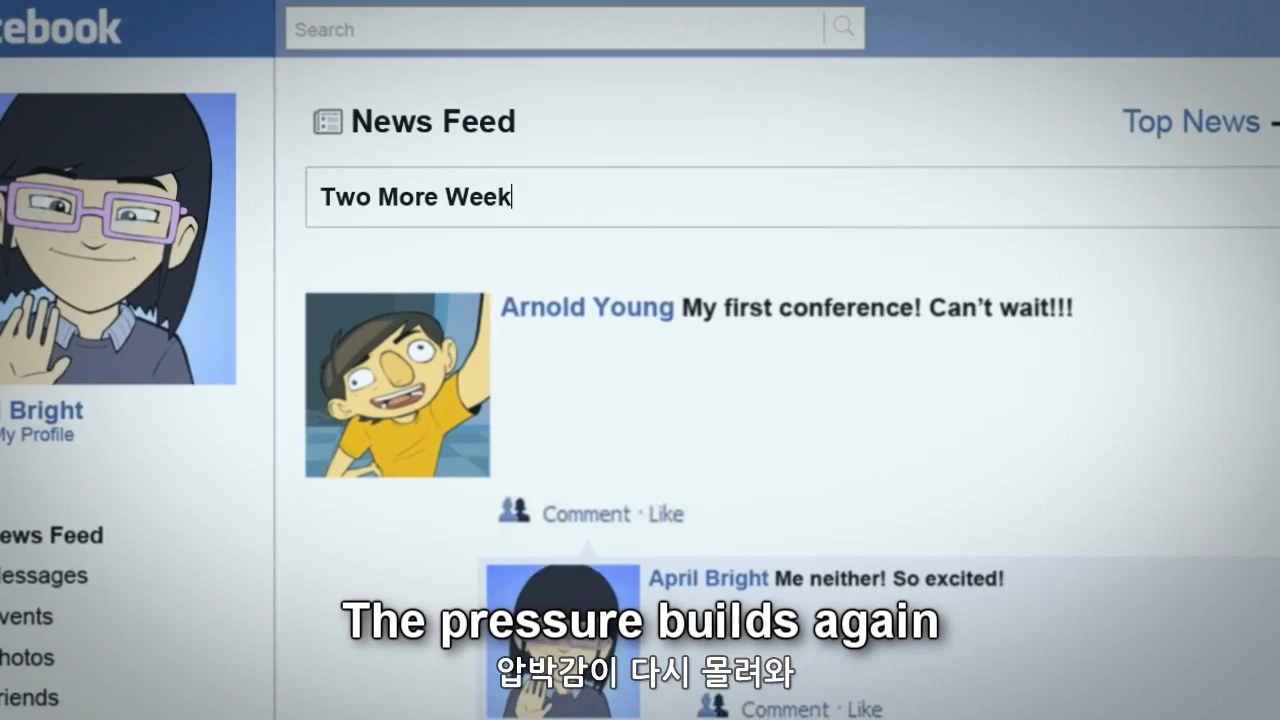 cebook
Search
News Feed
Top News
Two More Week
Arnold Young My first conference! Can’t wait!!!
Bright
My Profile
Comment · Like
ews Feed
April Bright Me neither! So excited!
essages
vents
hotos
riends
The pressure builds again
압박감이 다시 몰려와
Comment · Like